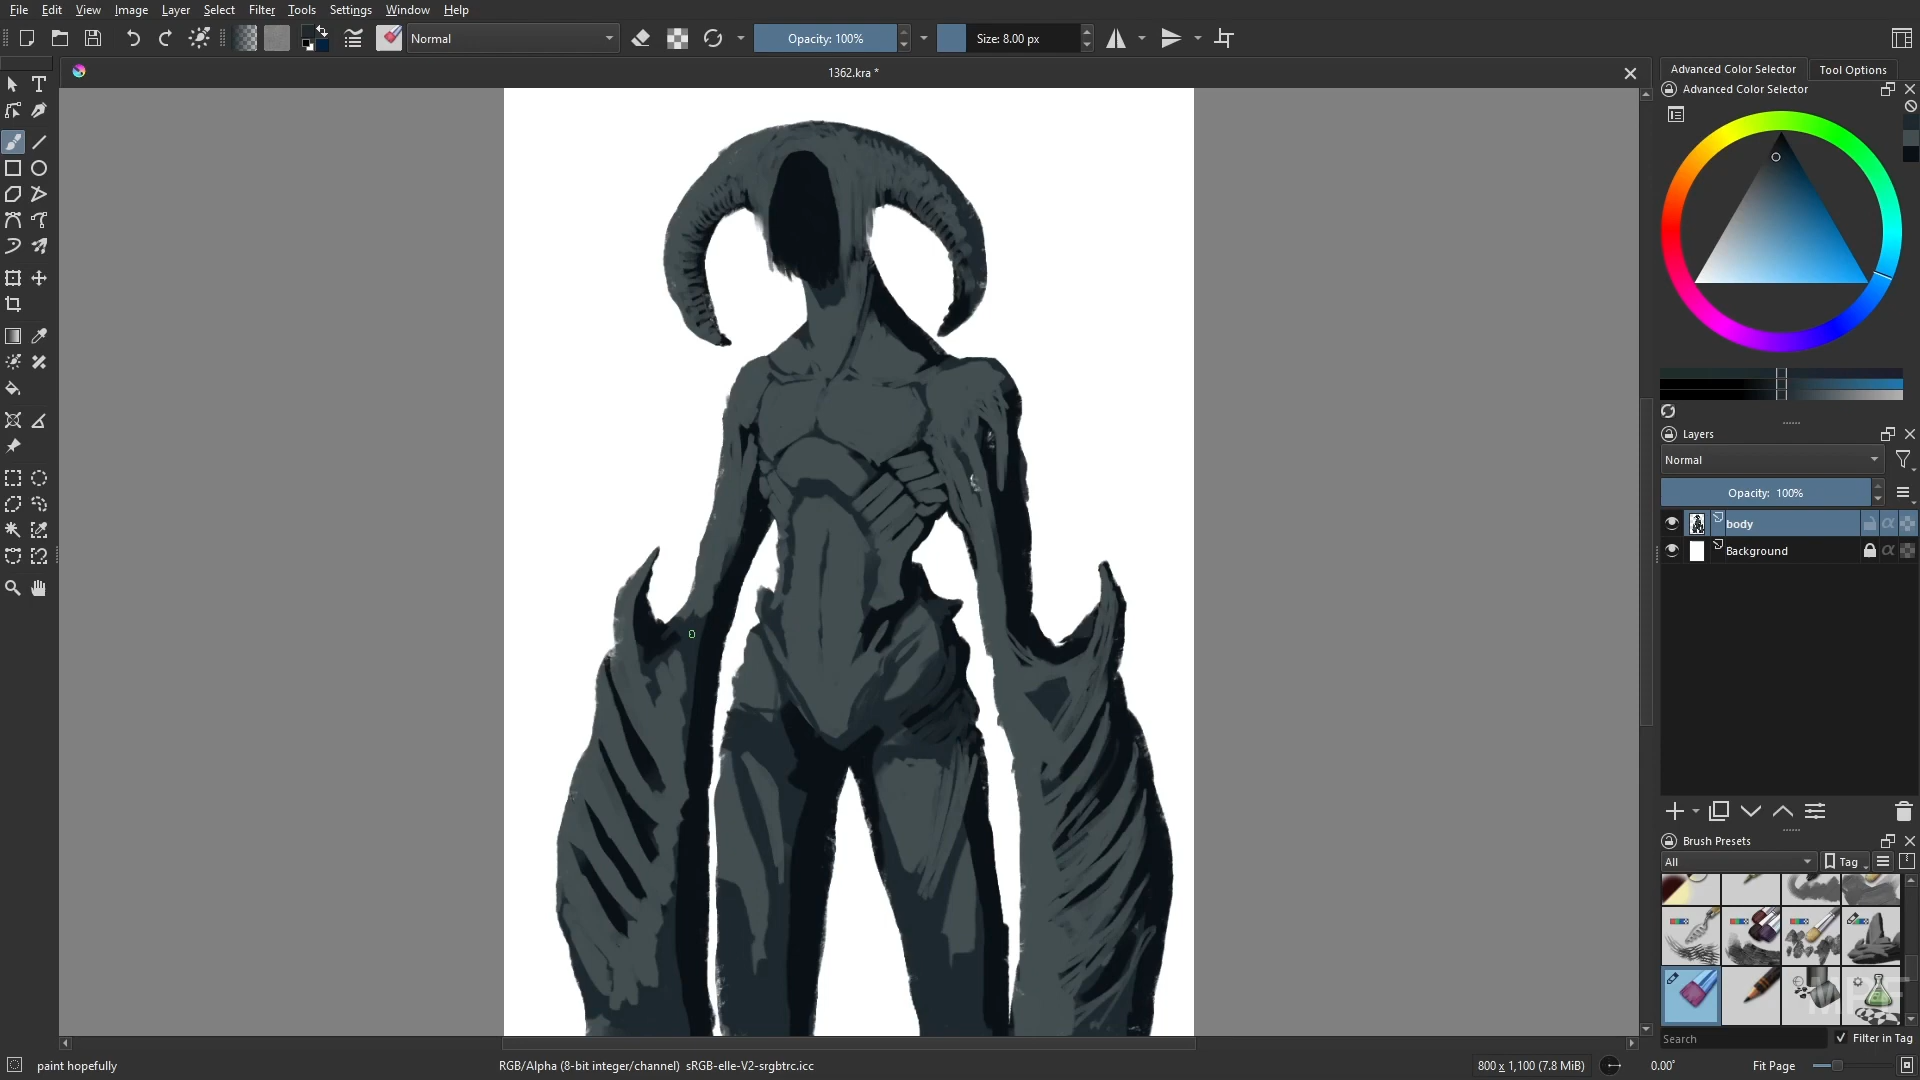 File Edit View Image Layer Select Filter Tools Settings Window Help
Normal
Opacity: 100%
Size: 8.00 px
1362.kra *
Advanced Color Selector
Tool Options
Advanced Color Selector
Layers
Normal
Opacity: 100%
body
Background
Brush Presets
All
Tag
Search
Filter in Tag
paint hopefully
RGB/Alpha (8-bit integer/channel) sRGB-elle-V2-srgbtrc.icc
800 x 1,100 (7.8 MiB)
0.00°
Fit Page